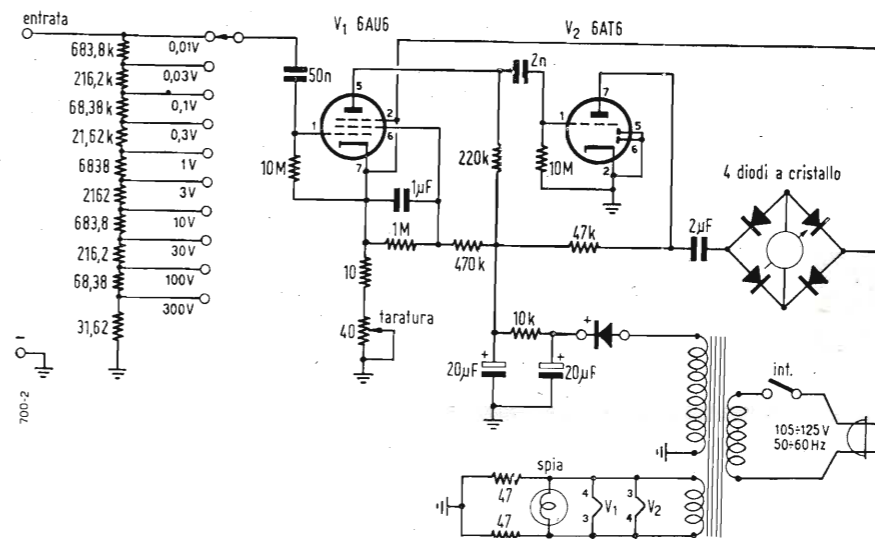 entrata
683,8k
0,01V
216,2k
0,03V
68,38k
0,1V
21,62k
0,3V
6838
1V
2162
3V
683,8
10V
216,2
30V
68,38
100V
31,62
300V
–
700-2
V1 6AU6
50n
5
2
6
1
7
10M
1µF
1M
470k
10
40
taratura
V2 6AT6
2n
7
1
5
6
2
220k
10M
47k
2µF
4 diodi a cristallo
10k
+
+
20µF
+
20µF
int.
105÷125V
50÷60Hz
spia
47
47
4
3
V1
3
4
V2